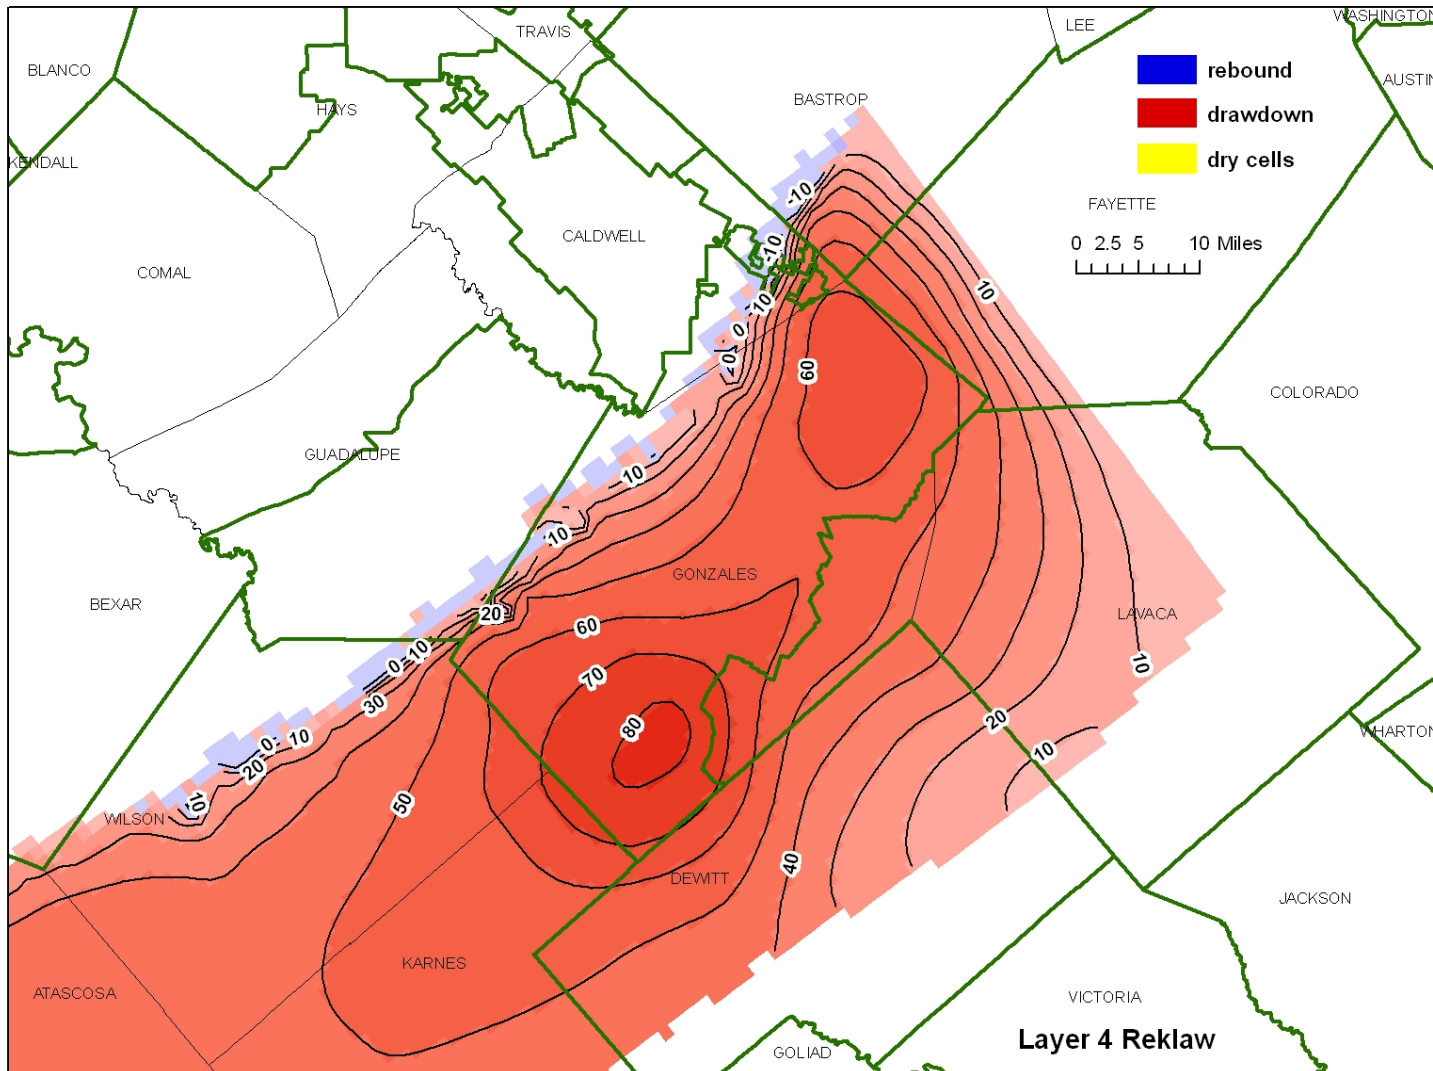 TRAVIS
LEE
WASHINGTON
BLANCO
rebound
AUSTIN
BASTROP
HAYS
drawdown
KENDALL
dry cells
-10
FAYETTE
CALDWELL
0 2.5 5 10 Miles
-10
COMAL
10
10
0
0
60
COLORADO
GUADALUPE
10
10
GONZALES
BEXAR
20
LAVACA
60
10
0
10
70
30
20
80
WHARTON
0
10
10
20
10
50
WILSON
40
DEWITT
JACKSON
KARNES
ATASCOSA
VICTORIA
Layer 4 Reklaw
GOLIAD